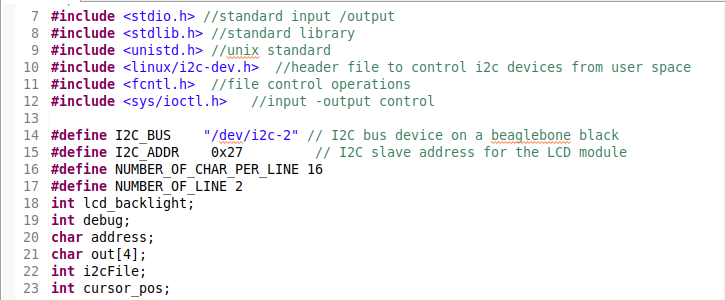 7 #include <stdio.h> //standard input /output
8 #include <stdlib.h> //standard library
9 #include <unistd.h> //unix standard
10 #include <linux/i2c-dev.h>  //header file to control i2c devices from user space
11 #include <fcntl.h>  //file control operations
12 #include <sys/ioctl.h>   //input -output control
13
14 #define I2C_BUS    "/dev/i2c-2" // I2C bus device on a beaglebone black
15 #define I2C_ADDR    0x27         // I2C slave address for the LCD module
16 #define NUMBER_OF_CHAR_PER_LINE 16
17 #define NUMBER_OF_LINE 2
18 int lcd_backlight;
19 int debug;
20 char address;
21 char out[4];
22 int i2cFile;
23 int cursor_pos;